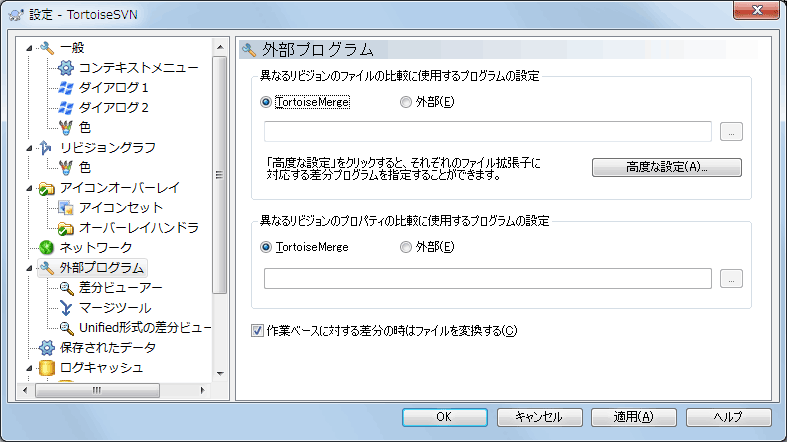 設定 - TortoiseSVN
一般
コンテキストメニュー
ダイアログ1
ダイアログ2
色
リビジョングラフ
色
アイコンオーバーレイ
アイコンセット
オーバーレイハンドラ
ネットワーク
外部プログラム
差分ビューアー
マージツール
Unified形式の差分ビュー
保存されたデータ
ログキャッシュ
外部プログラム
異なるリビジョンのファイルの比較に使用するプログラムの設定
TortoiseMerge 外部(E)
...
「高度な設定」をクリックすると、それぞれのファイル拡張子に
対応する差分プログラムを指定することができます。
高度な設定(A)...
異なるリビジョンのプロパティの比較に使用するプログラムの設定
TortoiseMerge 外部(E)
...
作業ベースに対する差分の時はファイルを変換する(C)
OK キャンセル 適用(A) ヘルプ